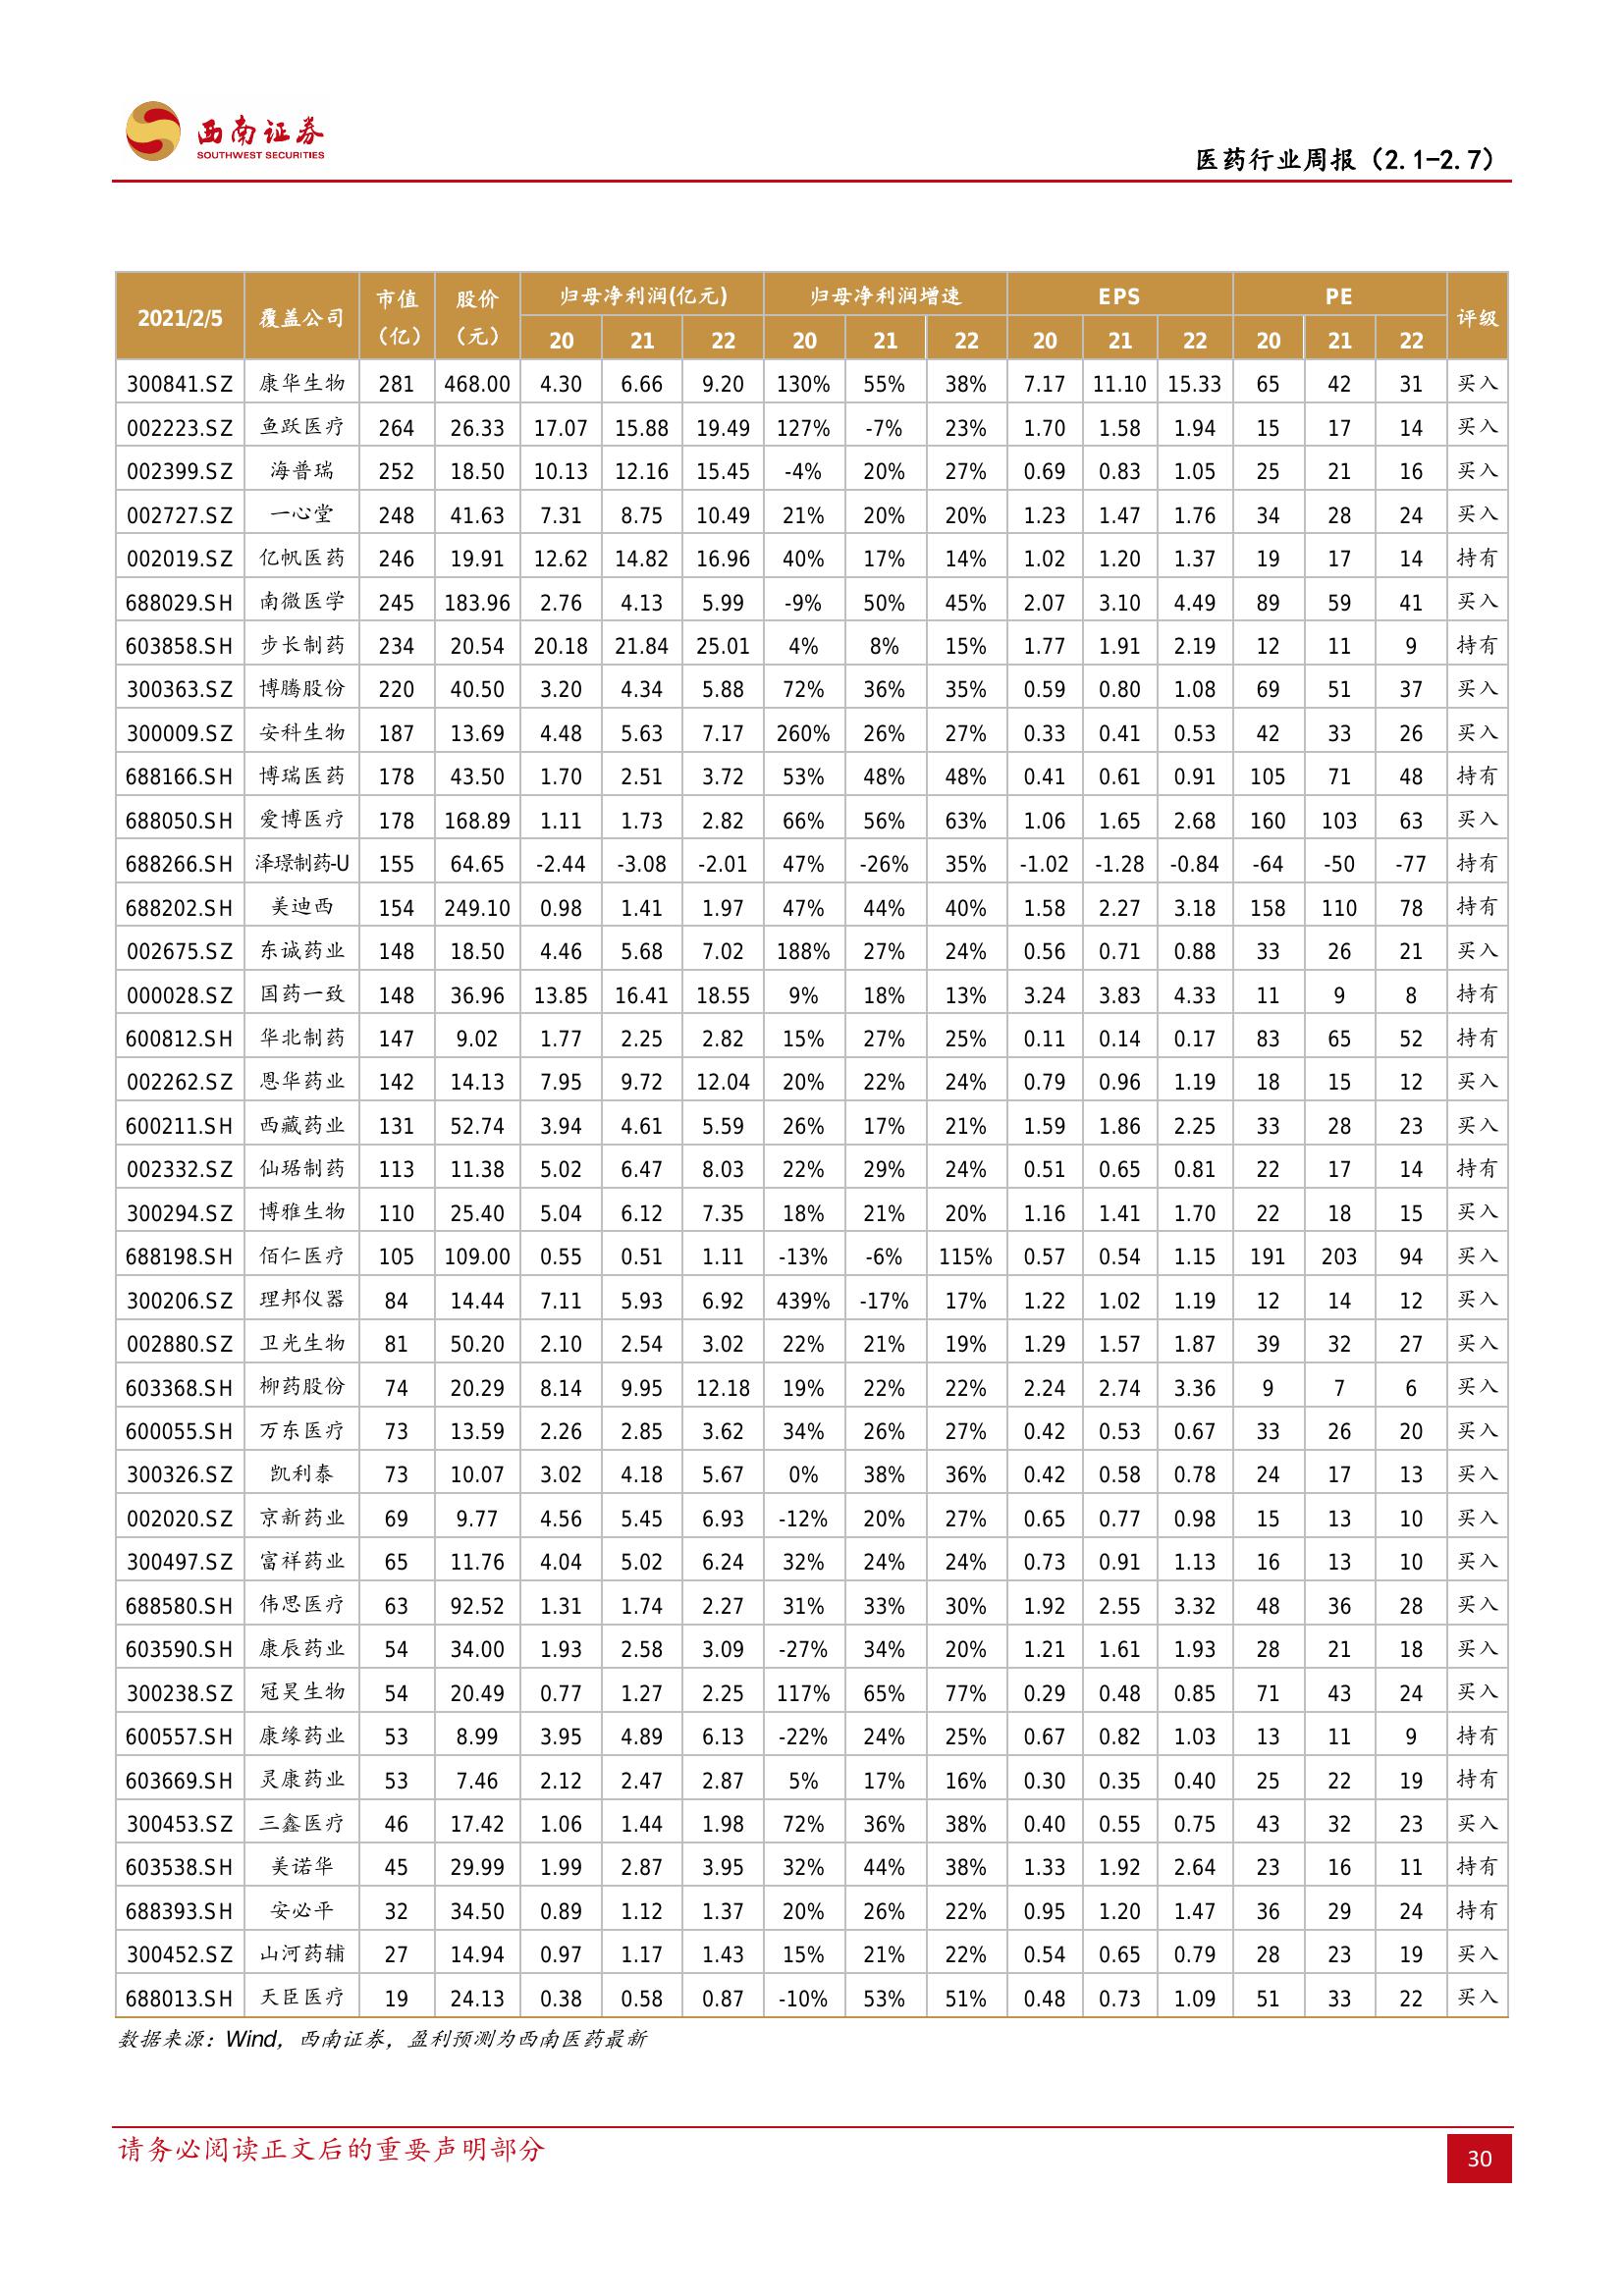 西南证券
SOUTHWEST SECURITIES
医药行业周报（2.1-2.7）
2021/2/5 覆盖公司 市值（亿） 股价（元） 归母净利润(亿元) 归母净利润增速 EPS PE 评级
20 21 22 20 21 22 20 21 22 20 21 22
300841.SZ 康华生物 281 468.00 4.30 6.66 9.20 130% 55% 38% 7.17 11.10 15.33 65 42 31 买入
002223.SZ 鱼跃医疗 264 26.33 17.07 15.88 19.49 127% -7% 23% 1.70 1.58 1.94 15 17 14 买入
002399.SZ 海普瑞 252 18.50 10.13 12.16 15.45 -4% 20% 27% 0.69 0.83 1.05 25 21 16 买入
002727.SZ 一心堂 248 41.63 7.31 8.75 10.49 21% 20% 20% 1.23 1.47 1.76 34 28 24 买入
002019.SZ 亿帆医药 246 19.91 12.62 14.82 16.96 40% 17% 14% 1.02 1.20 1.37 19 17 14 持有
688029.SH 南微医学 245 183.96 2.76 4.13 5.99 -9% 50% 45% 2.07 3.10 4.49 89 59 41 买入
603858.SH 步长制药 234 20.54 20.18 21.84 25.01 4% 8% 15% 1.77 1.91 2.19 12 11 9 持有
300363.SZ 博腾股份 220 40.50 3.20 4.34 5.88 72% 36% 35% 0.59 0.80 1.08 69 51 37 买入
300009.SZ 安科生物 187 13.69 4.48 5.63 7.17 260% 26% 27% 0.33 0.41 0.53 42 33 26 买入
688166.SH 博瑞医药 178 43.50 1.70 2.51 3.72 53% 48% 48% 0.41 0.61 0.91 105 71 48 持有
688050.SH 爱博医疗 178 168.89 1.11 1.73 2.82 66% 56% 63% 1.06 1.65 2.68 160 103 63 买入
688266.SH 泽璟制药-U 155 64.65 -2.44 -3.08 -2.01 47% -26% 35% -1.02 -1.28 -0.84 -64 -50 -77 持有
688202.SH 美迪西 154 249.10 0.98 1.41 1.97 47% 44% 40% 1.58 2.27 3.18 158 110 78 持有
002675.SZ 东诚药业 148 18.50 4.46 5.68 7.02 188% 27% 24% 0.56 0.71 0.88 33 26 21 买入
000028.SZ 国药一致 148 36.96 13.85 16.41 18.55 9% 18% 13% 3.24 3.83 4.33 11 9 8 持有
600812.SH 华北制药 147 9.02 1.77 2.25 2.82 15% 27% 25% 0.11 0.14 0.17 83 65 52 持有
002262.SZ 恩华药业 142 14.13 7.95 9.72 12.04 20% 22% 24% 0.79 0.96 1.19 18 15 12 买入
600211.SH 西藏药业 131 52.74 3.94 4.61 5.59 26% 17% 21% 1.59 1.86 2.25 33 28 23 买入
002332.SZ 仙琚制药 113 11.38 5.02 6.47 8.03 22% 29% 24% 0.51 0.65 0.81 22 17 14 持有
300294.SZ 博雅生物 110 25.40 5.04 6.12 7.35 18% 21% 20% 1.16 1.41 1.70 22 18 15 买入
688198.SH 佰仁医疗 105 109.00 0.55 0.51 1.11 -13% -6% 115% 0.57 0.54 1.15 191 203 94 买入
300206.SZ 理邦仪器 84 14.44 7.11 5.93 6.92 439% -17% 17% 1.22 1.02 1.19 12 14 12 买入
002880.SZ 卫光生物 81 50.20 2.10 2.54 3.02 22% 21% 19% 1.29 1.57 1.87 39 32 27 买入
603368.SH 柳药股份 74 20.29 8.14 9.95 12.18 19% 22% 22% 2.24 2.74 3.36 9 7 6 买入
600055.SH 万东医疗 73 13.59 2.26 2.85 3.62 34% 26% 27% 0.42 0.53 0.67 33 26 20 买入
300326.SZ 凯利泰 73 10.07 3.02 4.18 5.67 0% 38% 36% 0.42 0.58 0.78 24 17 13 买入
002020.SZ 京新药业 69 9.77 4.56 5.45 6.93 -12% 20% 27% 0.65 0.77 0.98 15 13 10 买入
300497.SZ 富祥药业 65 11.76 4.04 5.02 6.24 32% 24% 24% 0.73 0.91 1.13 16 13 10 买入
688580.SH 伟思医疗 63 92.52 1.31 1.74 2.27 31% 33% 30% 1.92 2.55 3.32 48 36 28 买入
603590.SH 康辰药业 54 34.00 1.93 2.58 3.09 -27% 34% 20% 1.21 1.61 1.93 28 21 18 买入
300238.SZ 冠昊生物 54 20.49 0.77 1.27 2.25 117% 65% 77% 0.29 0.48 0.85 71 43 24 买入
600557.SH 康缘药业 53 8.99 3.95 4.89 6.13 -22% 24% 25% 0.67 0.82 1.03 13 11 9 持有
603669.SH 灵康药业 53 7.46 2.12 2.47 2.87 5% 17% 16% 0.30 0.35 0.40 25 22 19 持有
300453.SZ 三鑫医疗 46 17.42 1.06 1.44 1.98 72% 36% 38% 0.40 0.55 0.75 43 32 23 买入
603538.SH 美诺华 45 29.99 1.99 2.87 3.95 32% 44% 38% 1.33 1.92 2.64 23 16 11 持有
688393.SH 安必平 32 34.50 0.89 1.12 1.37 20% 26% 22% 0.95 1.20 1.47 36 29 24 持有
300452.SZ 山河药辅 27 14.94 0.97 1.17 1.43 15% 21% 22% 0.54 0.65 0.79 28 23 19 买入
688013.SH 天臣医疗 19 24.13 0.38 0.58 0.87 -10% 53% 51% 0.48 0.73 1.09 51 33 22 买入
数据来源：Wind，西南证券，盈利预测为西南医药最新
请务必阅读正文后的重要声明部分
30